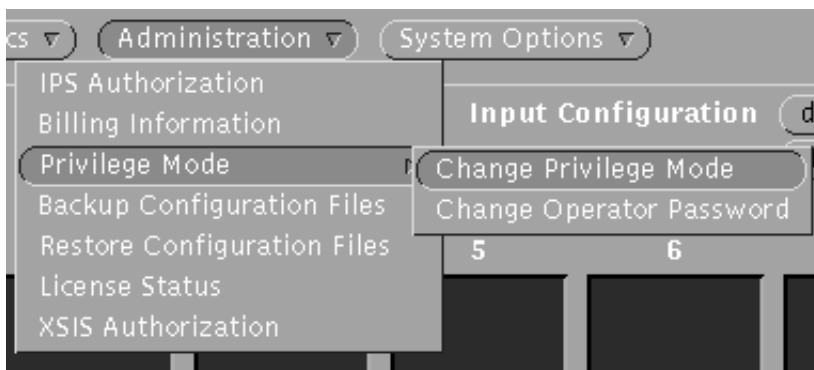 cs Administration System Options
IPS Authorization
Billing Information
Input Configuration d
Privilege Mode
Change Privilege Mode
Backup Configuration Files
Change Operator Password
Restore Configuration Files
5 6
License Status
XSIS Authorization